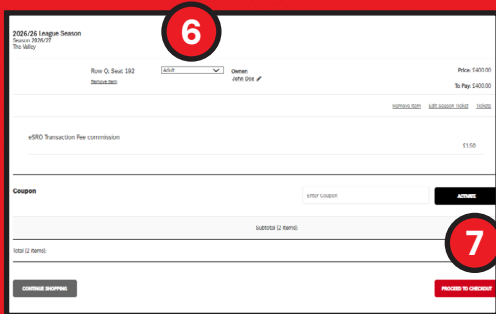 6
2026/26 League Season
Season 2026/27
The Valley
Row Q: Seat 192
Adult
Owner:
Price: £400.00
Remove Item
John Doe
To Pay: £400.00
Remove Item Edit Season Ticket Tickets
eSRO Transaction Fee commission
£1.50
Coupon
Enter Coupon
ACTIVATE
Subtotal (2 items):
7
Total (2 items):
CONTINUE SHOPPING
PROCEED TO CHECKOUT